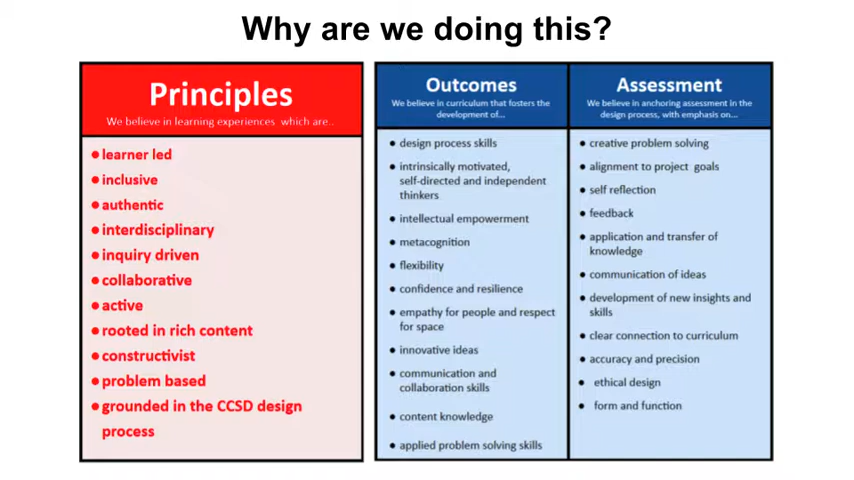 Why are we doing this?
Principles
We believe in learning experiences which are..
• learner led
• inclusive
• authentic
• interdisciplinary
• inquiry driven
• collaborative
• active
• rooted in rich content
• constructivist
• problem based
• grounded in the CCSD design
process
Outcomes
We believe in curriculum that fosters the
development of...
• design process skills
• intrinsically motivated,
self-directed and independent
thinkers
• intellectual empowerment
• metacognition
• flexibility
• confidence and resilience
• empathy for people and respect
for space
• innovative ideas
• communication and
collaboration skills
• content knowledge
• applied problem solving skills
Assessment
We believe in anchoring assessment in the
design process, with emphasis on...
• creative problem solving
• alignment to project goals
• self reflection
• feedback
• application and transfer of
knowledge
• communication of ideas
• development of new insights and
skills
• clear connection to curriculum
• accuracy and precision
• ethical design
• form and function